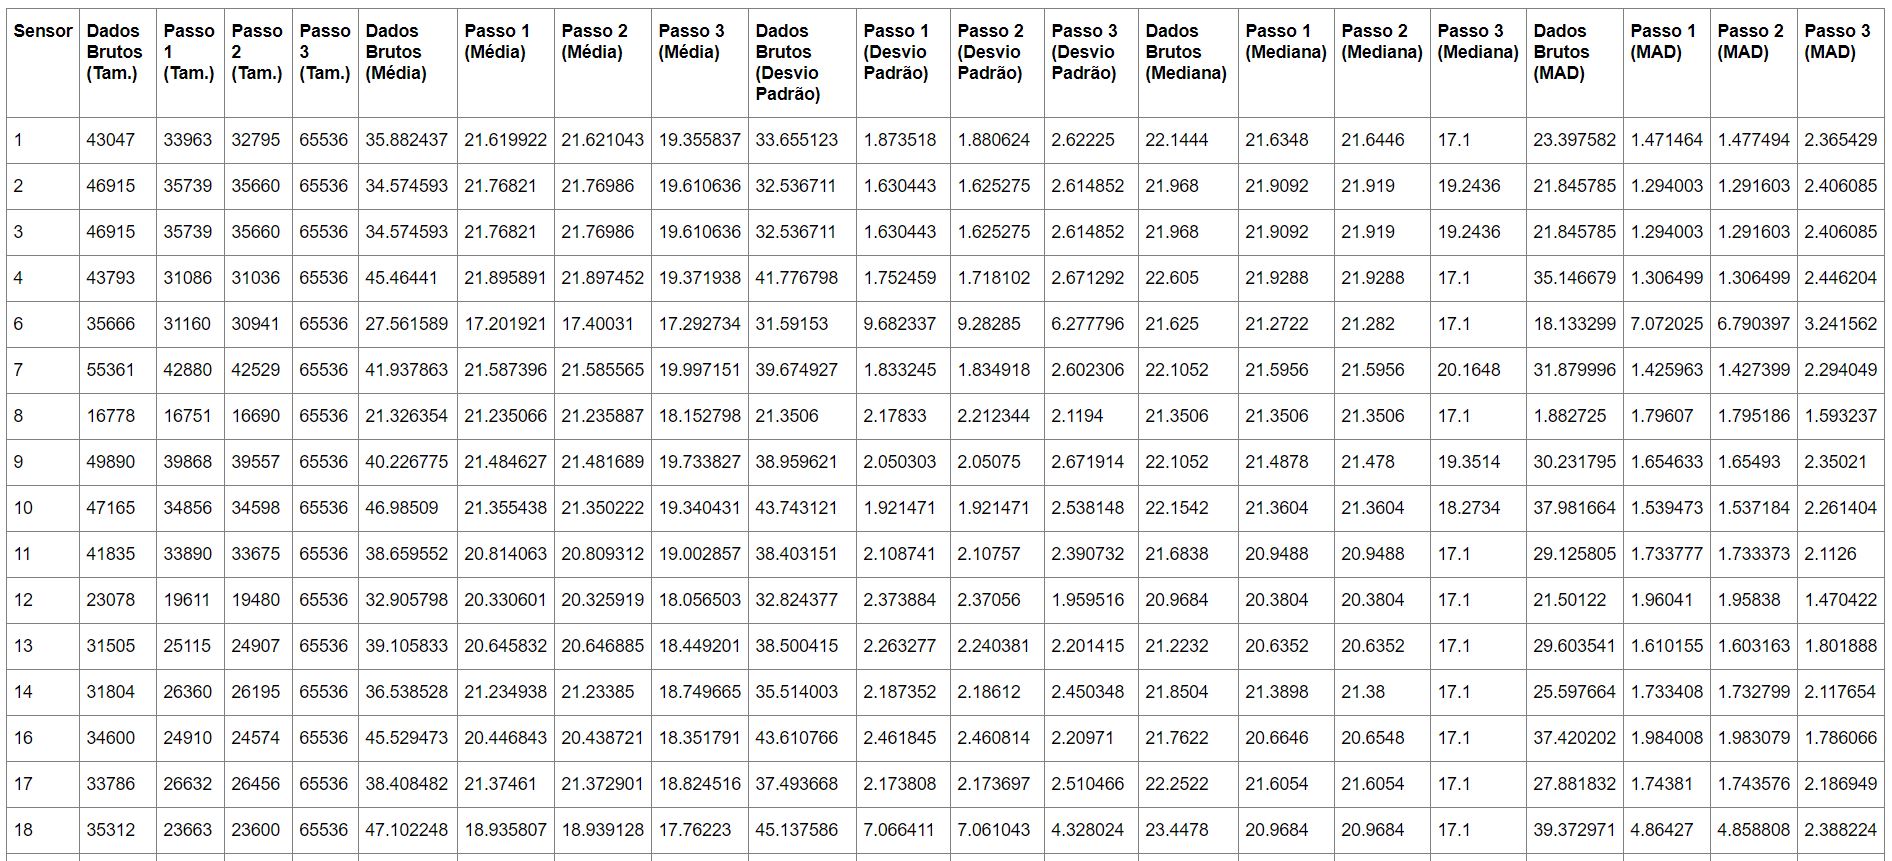 Sensor Dados Brutos (Tam.) Passo 1 (Tam.) Passo 2 (Tam.) Passo 3 (Tam.) Dados Brutos (Média) Passo 1 (Média) Passo 2 (Média) Passo 3 (Média) Dados Brutos (Desvio Padrão) Passo 1 (Desvio Padrão) Passo 2 (Desvio Padrão) Passo 3 (Desvio Padrão) Dados Brutos (Mediana) Passo 1 (Mediana) Passo 2 (Mediana) Passo 3 (Mediana) Dados Brutos (MAD) Passo 1 (MAD) Passo 2 (MAD) Passo 3 (MAD)
1 43047 33963 32795 65536 35.882437 21.619922 21.621043 19.355837 33.655123 1.873518 1.880624 2.62225 22.1444 21.6348 21.6446 17.1 23.397582 1.471464 1.477494 2.365429
2 46915 35739 35660 65536 34.574593 21.76821 21.76986 19.610636 32.536711 1.630443 1.625275 2.614852 21.968 21.9092 21.919 19.2436 21.845785 1.294003 1.291603 2.406085
3 46915 35739 35660 65536 34.574593 21.76821 21.76986 19.610636 32.536711 1.630443 1.625275 2.614852 21.968 21.9092 21.919 19.2436 21.845785 1.294003 1.291603 2.406085
4 43793 31086 31036 65536 45.46441 21.895891 21.897452 19.371938 41.776798 1.752459 1.718102 2.671292 22.605 21.9288 21.9288 17.1 35.146679 1.306499 1.306499 2.446204
6 35666 31160 30941 65536 27.561589 17.201921 17.40031 17.292734 31.59153 9.682337 9.28285 6.277796 21.625 21.2722 21.282 17.1 18.133299 7.072025 6.790397 3.241562
7 55361 42880 42529 65536 41.937863 21.587396 21.585565 19.997151 39.674927 1.833245 1.834918 2.602306 22.1052 21.5956 21.5956 20.1648 31.879996 1.425963 1.427399 2.294049
8 16778 16751 16690 65536 21.326354 21.235066 21.235887 18.152798 21.3506 2.17833 2.212344 2.1194 21.3506 21.3506 21.3506 17.1 1.882725 1.79607 1.795186 1.593237
9 49890 39868 39557 65536 40.226775 21.484627 21.481689 19.733827 38.959621 2.050303 2.05075 2.671914 22.1052 21.4878 21.478 19.3514 30.231795 1.654633 1.65493 2.35021
10 47165 34856 34598 65536 46.98509 21.355438 21.350222 19.340431 43.743121 1.921471 1.921471 2.538148 22.1542 21.3604 21.3604 18.2734 37.981664 1.539473 1.537184 2.261404
11 41835 33890 33675 65536 38.659552 20.814063 20.809312 19.002857 38.403151 2.108741 2.10757 2.390732 21.6838 20.9488 20.9488 17.1 29.125805 1.733777 1.733373 2.1126
12 23078 19611 19480 65536 32.905798 20.330601 20.325919 18.056503 32.824377 2.373884 2.37056 1.959516 20.9684 20.3804 20.3804 17.1 21.50122 1.96041 1.95838 1.470422
13 31505 25115 24907 65536 39.105833 20.645832 20.646885 18.449201 38.500415 2.263277 2.240381 2.201415 21.2232 20.6352 20.6352 17.1 29.603541 1.610155 1.603163 1.801888
14 31804 26360 26195 65536 36.538528 21.234938 21.23385 18.749665 35.514003 2.187352 2.18612 2.450348 21.8504 21.3898 21.38 17.1 25.597664 1.733408 1.732799 2.117654
16 34600 24910 24574 65536 45.529473 20.446843 20.438721 18.351791 43.610766 2.461845 2.460814 2.20971 21.7622 20.6646 20.6548 17.1 37.420202 1.984008 1.983079 1.786066
17 33786 26632 26456 65536 38.408482 21.37461 21.372901 18.824516 37.493668 2.173808 2.173697 2.510466 22.2522 21.6054 21.6054 17.1 27.881832 1.74381 1.743576 2.186949
18 35312 23663 23600 65536 47.102248 18.935807 18.939128 17.76223 45.137586 7.066411 7.061043 4.328024 23.4478 20.9684 20.9684 17.1 39.372971 4.86427 4.858808 2.388224